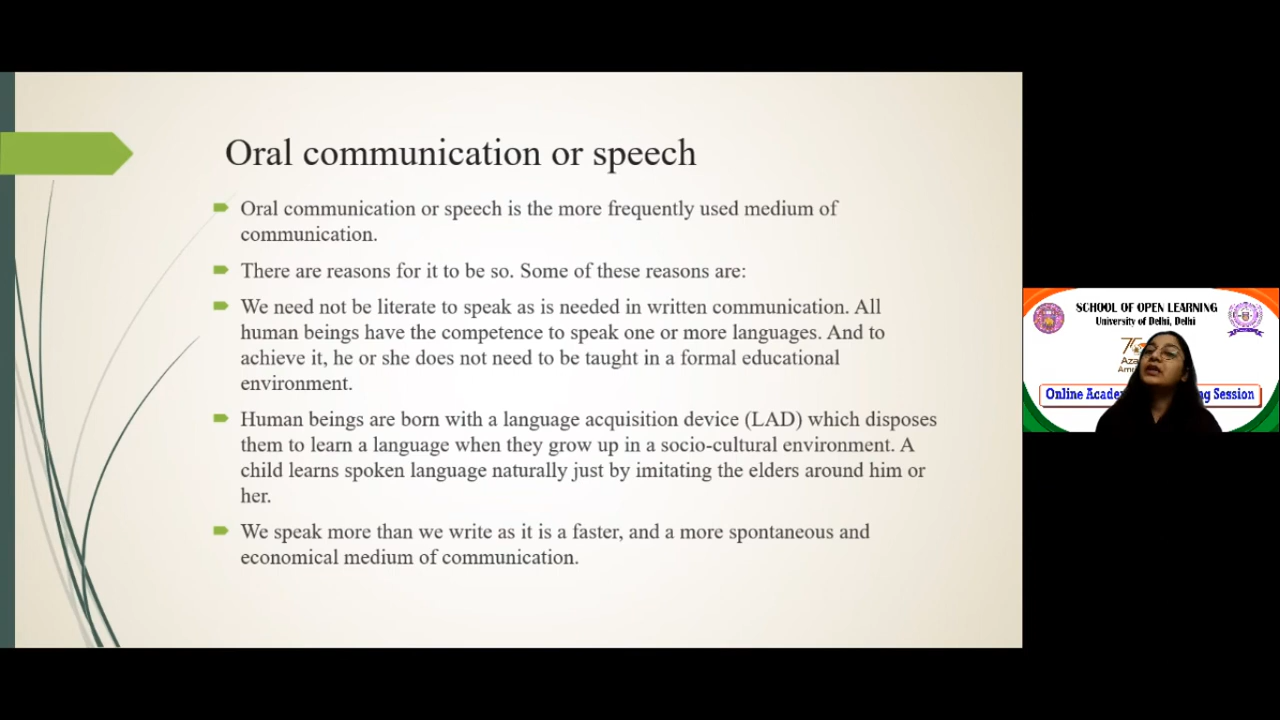 Oral communication or speech
Oral communication or speech is the more frequently used medium of
communication.
There are reasons for it to be so. Some of these reasons are:
We need not be literate to speak as is needed in written communication. All
human beings have the competence to speak one or more languages. And to
achieve it, he or she does not need to be taught in a formal educational
environment.
Human beings are born with a language acquisition device (LAD) which disposes
them to learn a language when they grow up in a socio-cultural environment. A
child learns spoken language naturally just by imitating the elders around him or
her.
We speak more than we write as it is a faster, and a more spontaneous and
economical medium of communication.
SCHOOL OF OPEN LEARNING
University of Delhi, Delhi
Online Acade
ng Session